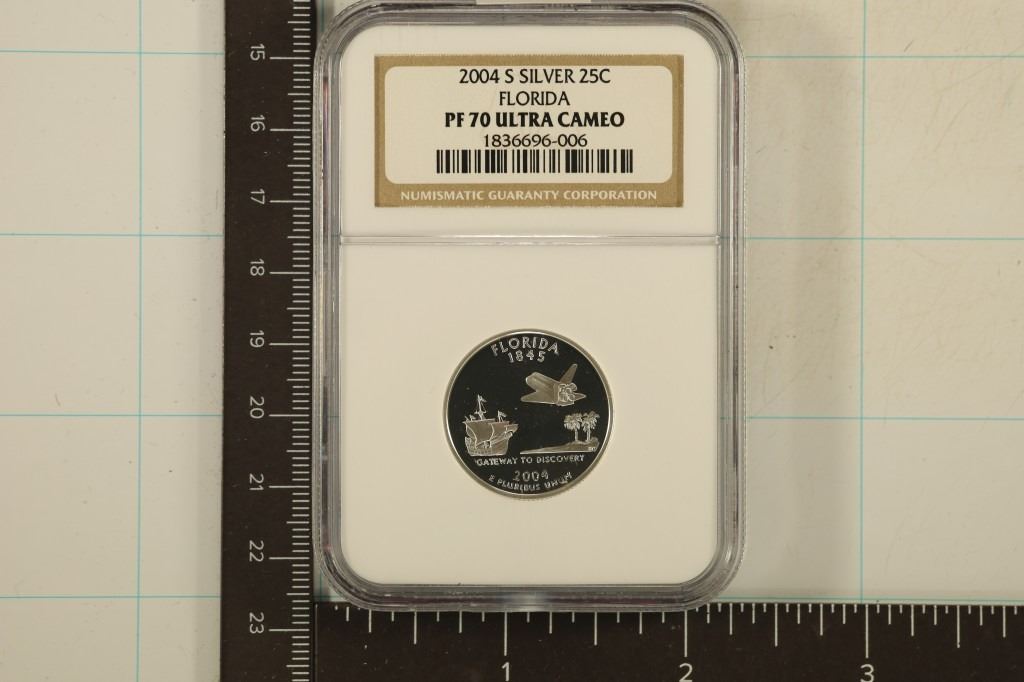 2004 S SILVER 25C
FLORIDA
PF 70 ULTRA CAMEO
1836696-006
NUMISMATIC GUARANTY CORPORATION
FLORIDA
1845
GATEWAY TO DISCOVERY
2004
E PLURIBUS UNUM
15
16
17
18
19
20
21
22
23
1
2
3